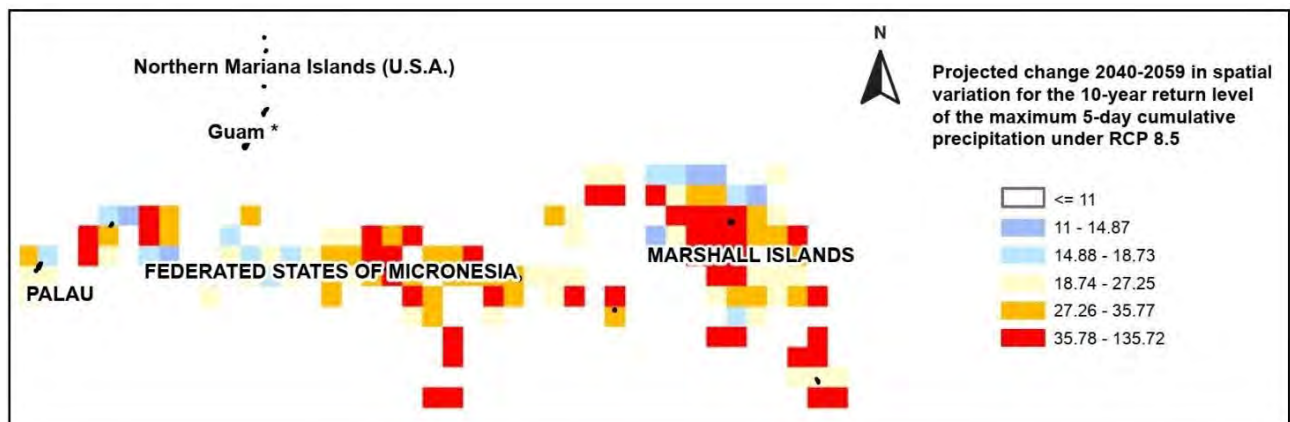 Northern Mariana Islands (U.S.A.)
Guam *
N
Projected change 2040-2059 in spatial
variation for the 10-year return level
of the maximum 5-day cumulative
precipitation under RCP 8.5
<= 11
11 - 14.87
14.88 - 18.73
18.74 - 27.25
27.26 - 35.77
35.78 - 135.72
MARSHALL ISLANDS
FEDERATED STATES OF MICRONESIA
PALAU